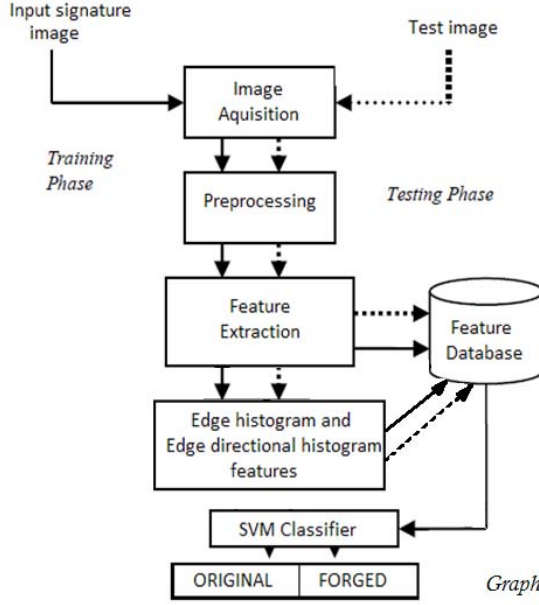 Input signature
image
Test image
Image
Aquisition
Training
Phase
Preprocessing
Testing Phase
Feature
Extraction
Feature
Database
Edge histogram and
Edge directional histogram
features
SVM Classifier
ORIGINAL FORGED
Graph